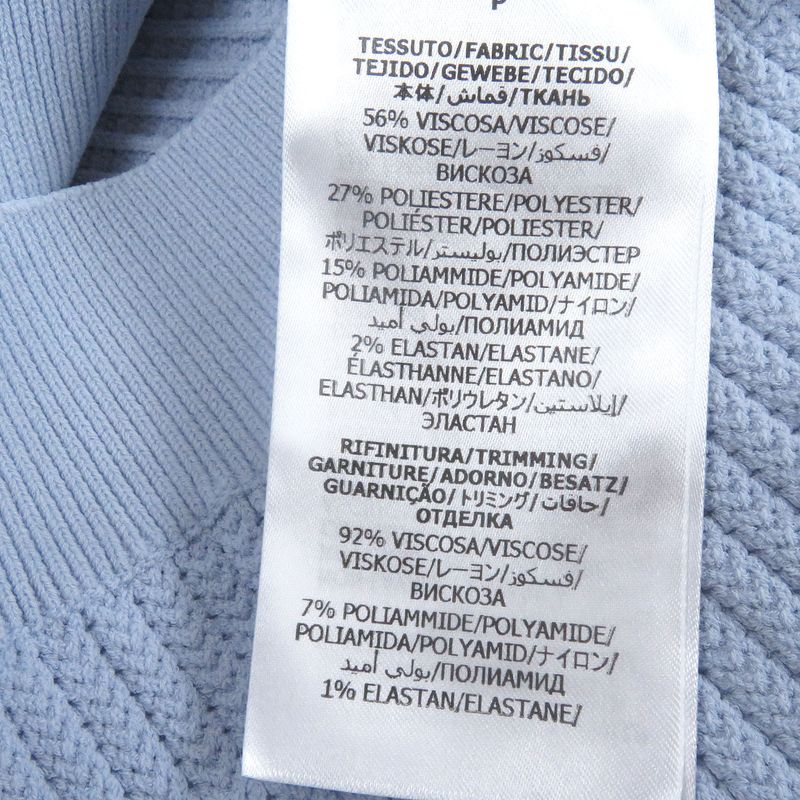 P
TESSUTO/FABRIC/TISSU/
TEJIDO/GEWEBE/TECIDO/
本体/قماش/ТКАНЬ
56% VISCOSA/VISCOSE/
VISKOSE/レーヨン/فسكوز/
ВИСКОЗА
27% POLIESTERE/POLYESTER/
POLIÉSTER/POLIESTER/
ポリエステル/بوليستر/ПОЛИЭСТЕР
15% POLIAMMIDE/POLYAMIDE/
POLIAMIDA/POLYAMID/ナイロン/
بولي أميد/ПОЛИАМИД
2% ELASTAN/ELASTANE/
ÉLASTHANNE/ELASTANO/
ELASTHAN/ポリウレタン/إيلاستين/
ЭЛАСТАН
RIFINITURA/TRIMMING/
GARNITURE/ADORNO/BESATZ/
GUARNIÇÃO/トリミング/حافات/
ОТДЕЛКА
92% VISCOSA/VISCOSE/
VISKOSE/レーヨン/فسكوز/
ВИСКОЗА
7% POLIAMMIDE/POLYAMIDE/
POLIAMIDA/POLYAMID/ナイロン/
بولي أميد/ПОЛИАМИД
1% ELASTAN/ELASTANE/